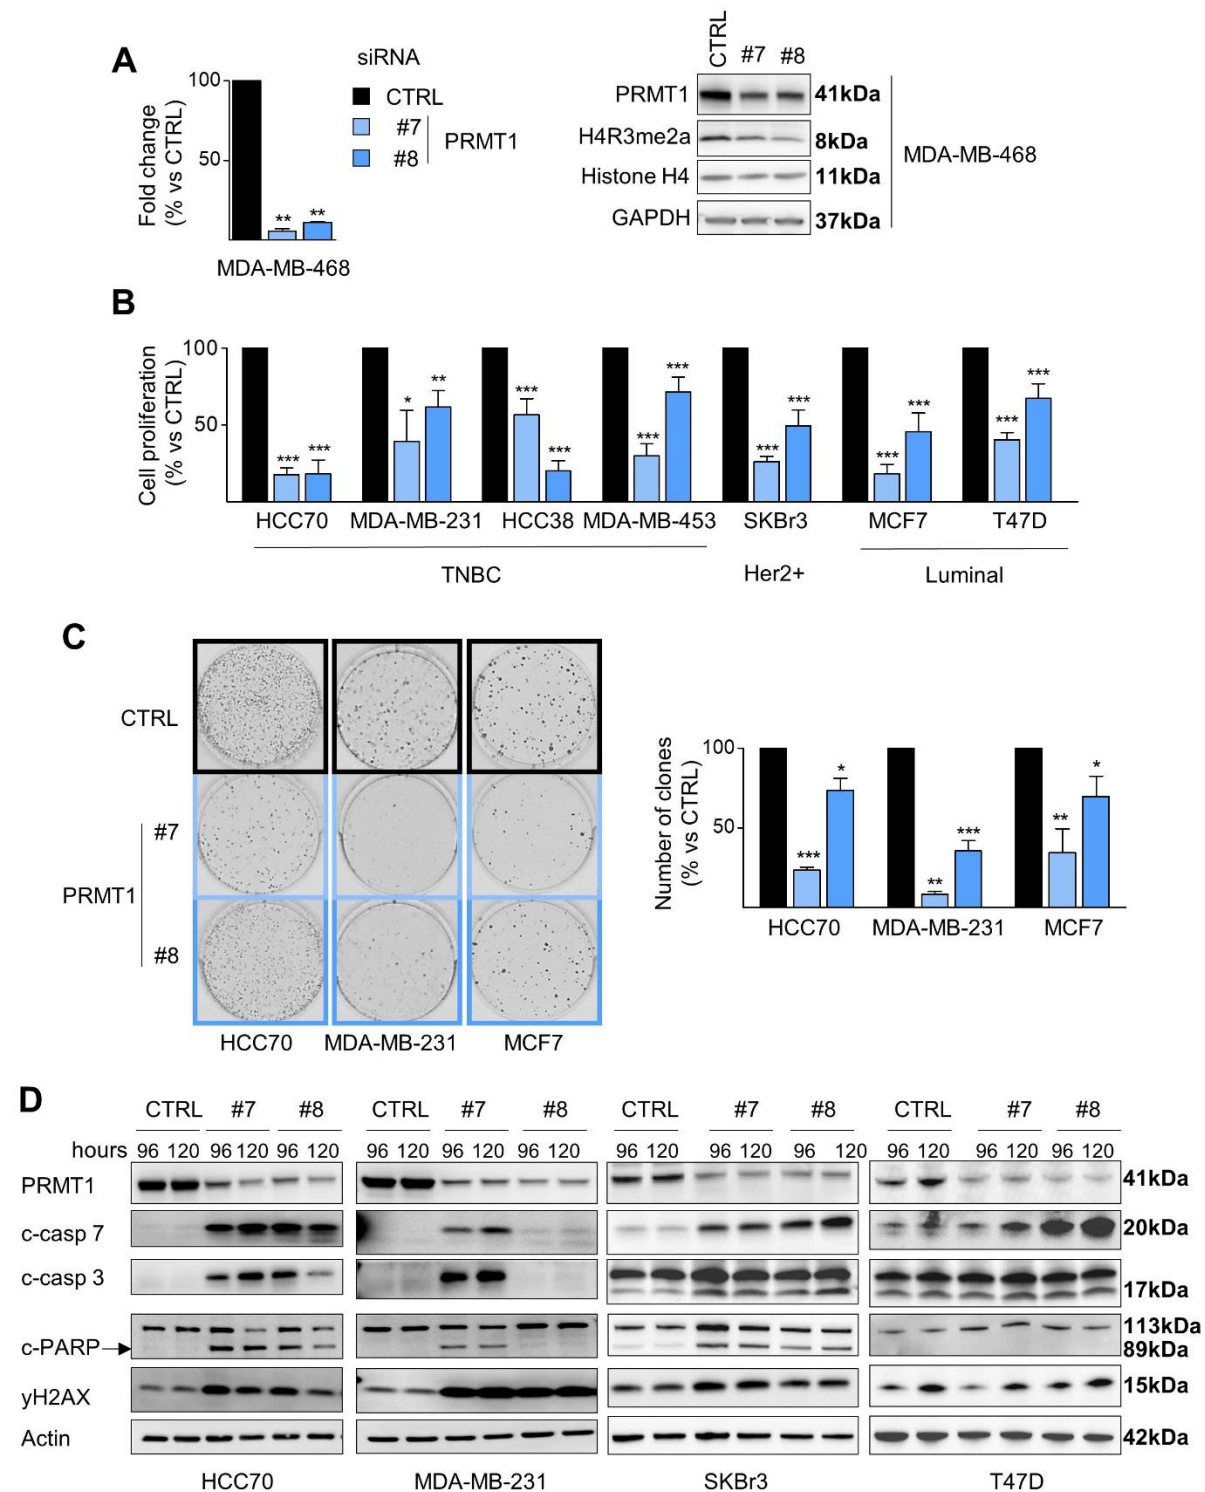 A
siRNA
CTRL
#7
#8
PRMT1
Fold change
(% vs CTRL)
100
50
**
**
MDA-MB-468
CTRL #7 #8
PRMT1 41kDa
H4R3me2a 8kDa
Histone H4 11kDa
GAPDH 37kDa
MDA-MB-468
B
Cell proliferation
(% vs CTRL)
100
50
*** *** * ** *** *** *** *** *** *** *** *** *** ***
HCC70 MDA-MB-231 HCC38 MDA-MB-453 SKBr3 MCF7 T47D
TNBC Her2+ Luminal
C
CTRL
#7
PRMT1
#8
HCC70 MDA-MB-231 MCF7
Number of clones
(% vs CTRL)
100
50
*** * ** *** ** *
HCC70 MDA-MB-231 MCF7
D
CTRL #7 #8 CTRL #7 #8 CTRL #7 #8 CTRL #7 #8
hours 96 120 96 120 96 120 96 120 96 120 96 120 96 120 96 120 96 120 96 120 96 120 96 120
PRMT1 41kDa
c-casp 7 20kDa
c-casp 3 17kDa
113kDa
c-PARP 89kDa
yH2AX 15kDa
Actin 42kDa
HCC70 MDA-MB-231 SKBr3 T47D